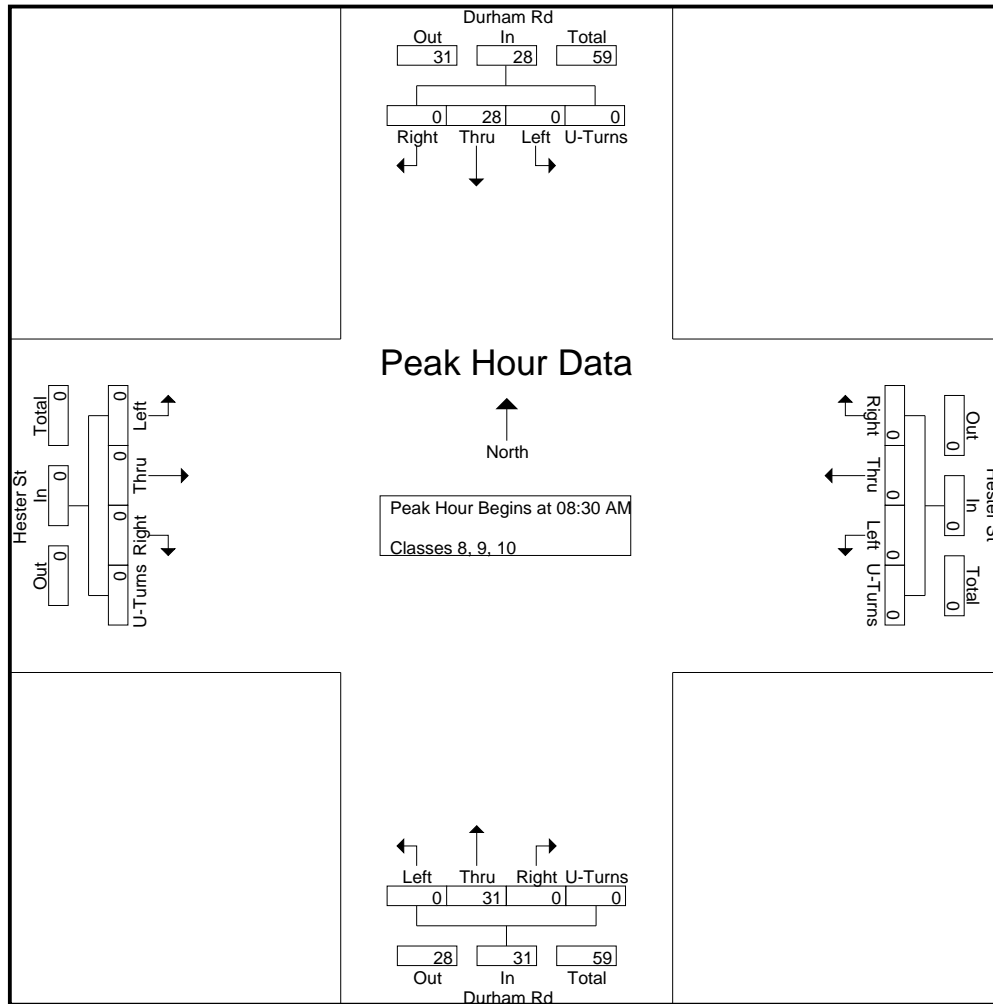 Durham Rd
Out In Total
31 28 59
0 28 0 0
Right Thru Left U-Turns
Peak Hour Data
North
Peak Hour Begins at 08:30 AM
Classes 8, 9, 10
Hester St
Total In Out
0 0 0
0 0 0 0
Left Thru Right U-Turns
Right Thru Left U-Turns
0 0 0 0
Out In Total
0 0 0
Hester St
Left Thru Right U-Turns
0 31 0 0
28 31 59
Out In Total
Durham Rd